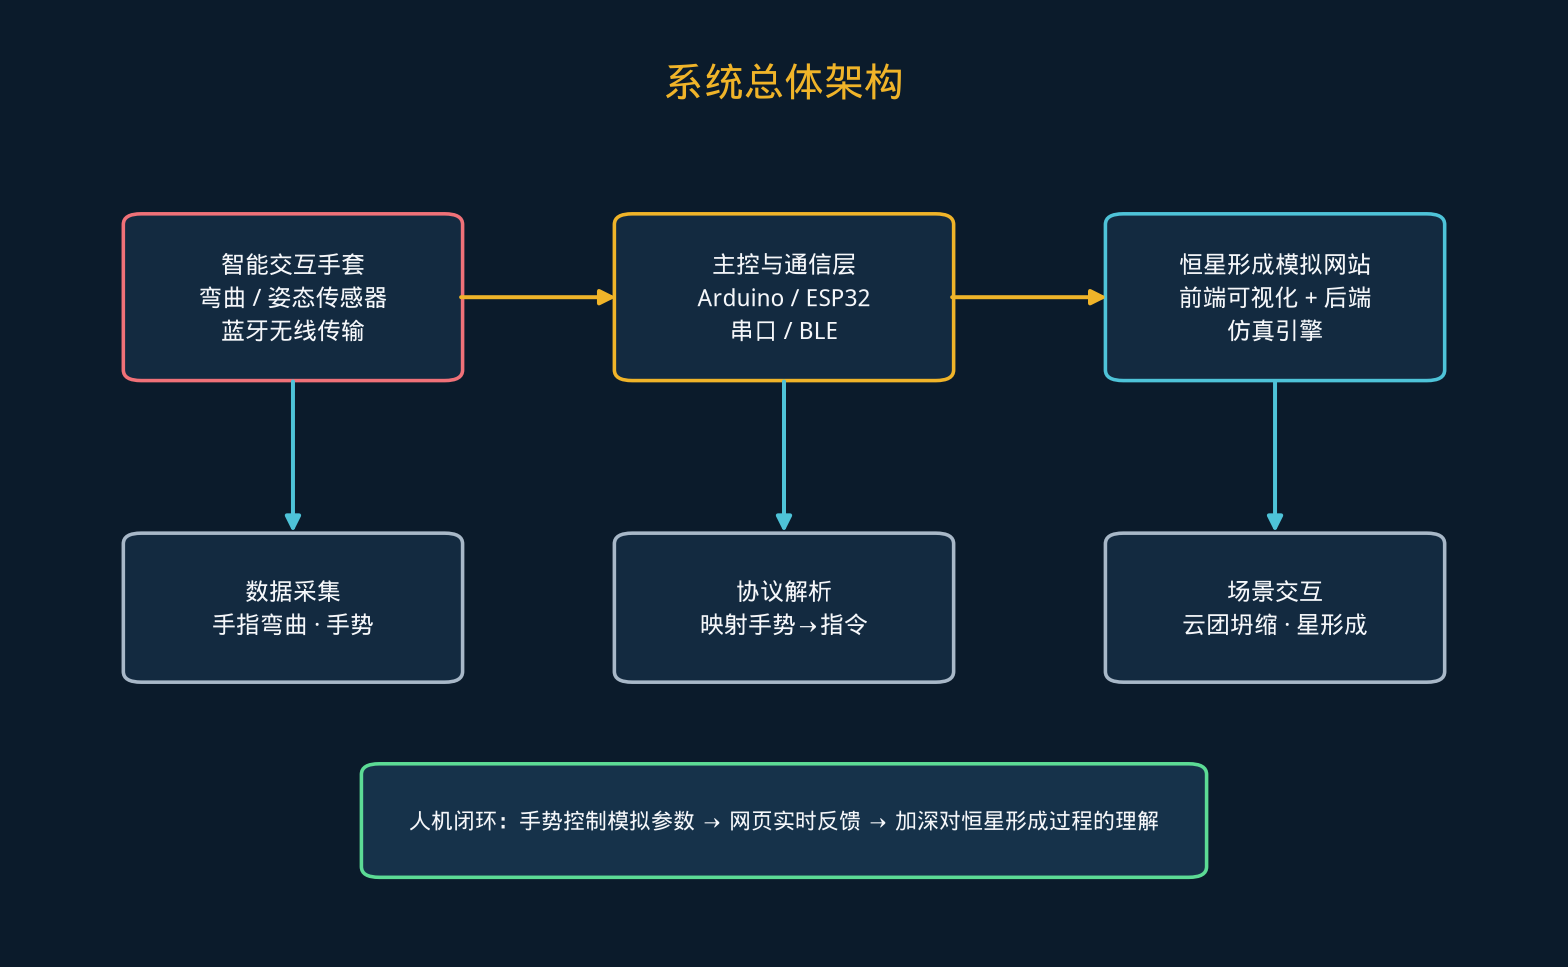 系统总体架构
智能交互手套
弯曲 / 姿态传感器
蓝牙无线传输
主控与通信层
Arduino / ESP32
串口 / BLE
恒星形成模拟网站
前端可视化 + 后端
仿真引擎
数据采集
手指弯曲 · 手势
协议解析
映射手势→指令
场景交互
云团坍缩 · 星形成
人机闭环：手势控制模拟参数 → 网页实时反馈 → 加深对恒星形成过程的理解